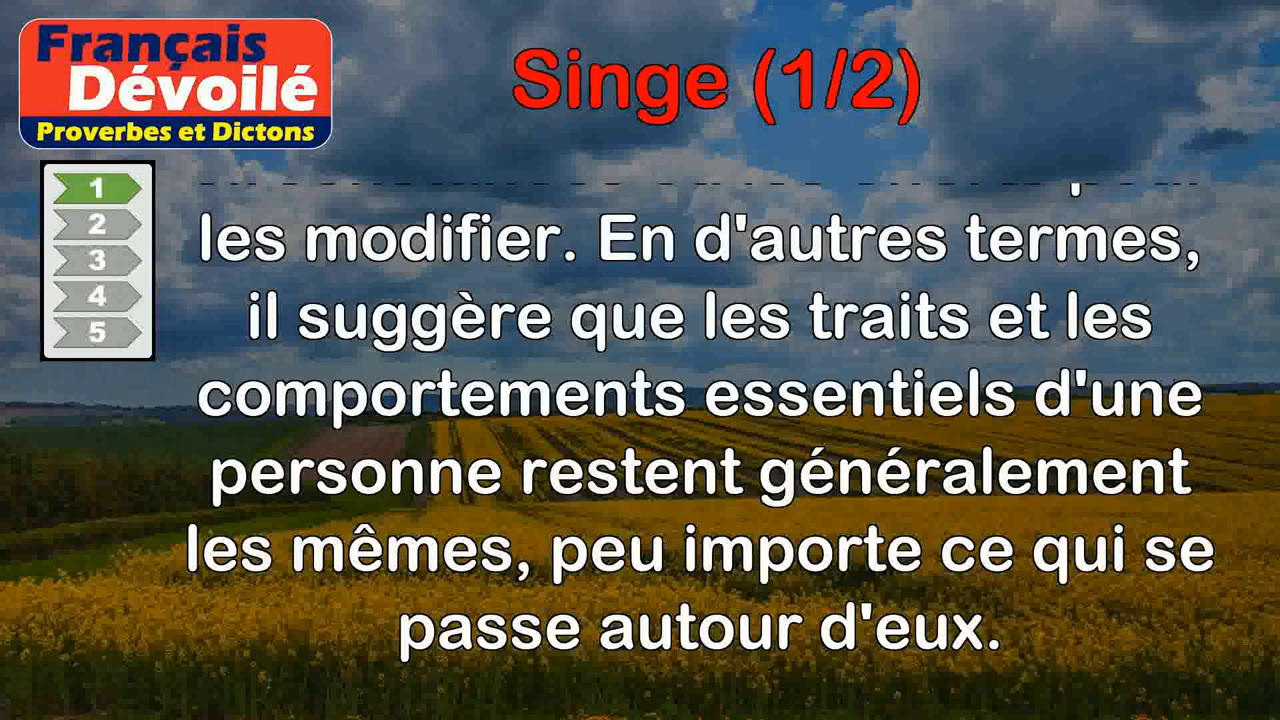 Français
Dévoilé
Proverbes et Dictons
Singe (1/2)
1
2
3
4
5
les modifier. En d'autres termes,
il suggère que les traits et les
comportements essentiels d'une
personne restent généralement
les mêmes, peu importe ce qui se
passe autour d'eux.